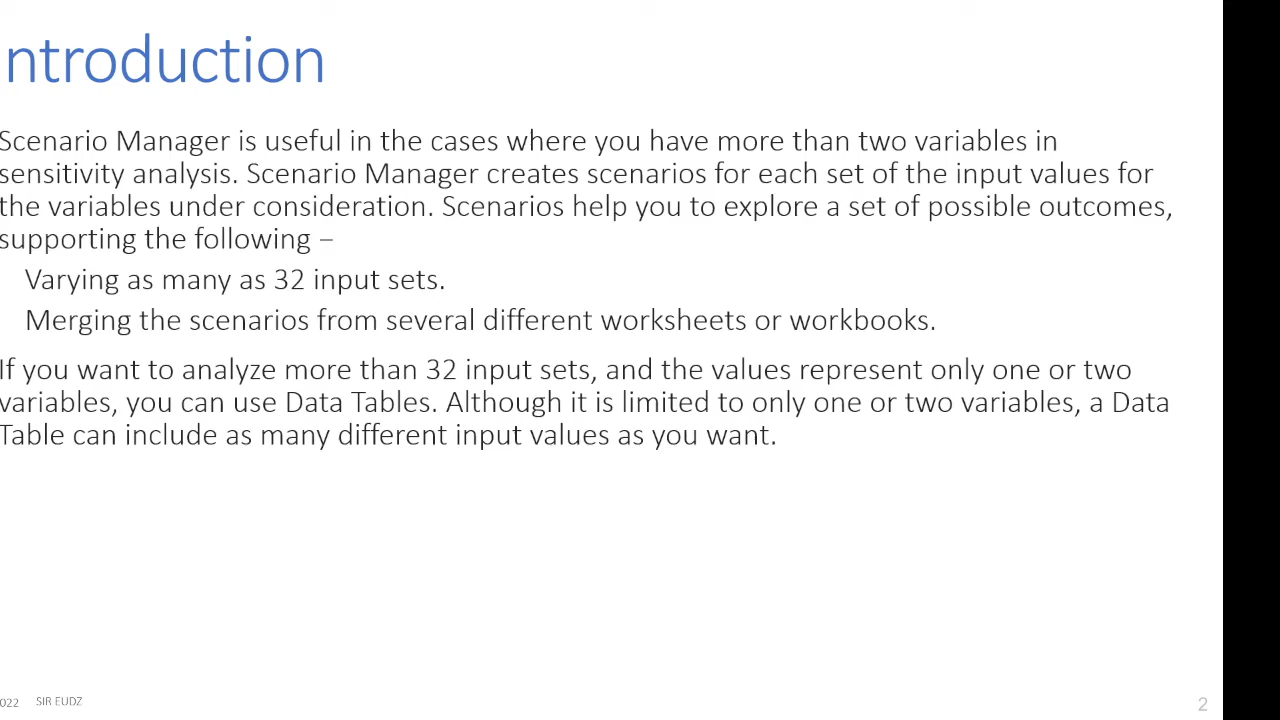 ntroduction
Scenario Manager is useful in the cases where you have more than two variables in
sensitivity analysis. Scenario Manager creates scenarios for each set of the input values for
the variables under consideration. Scenarios help you to explore a set of possible outcomes,
supporting the following –
Varying as many as 32 input sets.
Merging the scenarios from several different worksheets or workbooks.
If you want to analyze more than 32 input sets, and the values represent only one or two
variables, you can use Data Tables. Although it is limited to only one or two variables, a Data
Table can include as many different input values as you want.
022 SIR EUDZ 2